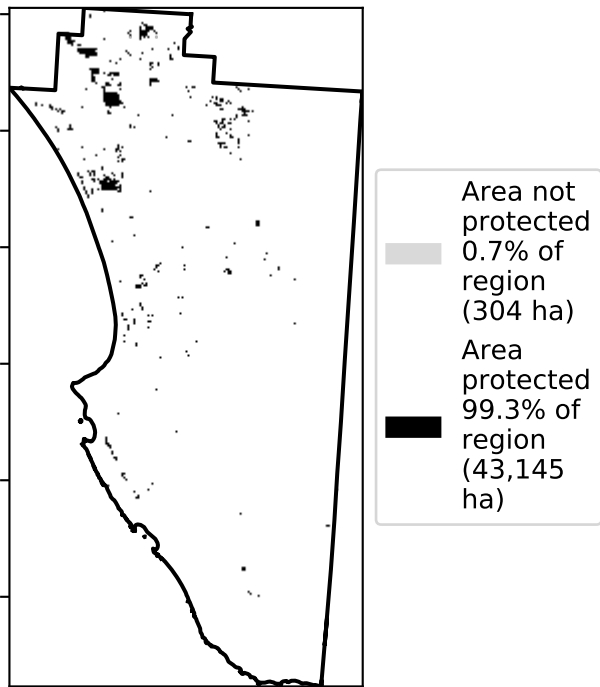 Area not
protected
0.7% of
region
(304 ha)
Area
protected
99.3% of
region
(43,145
ha)